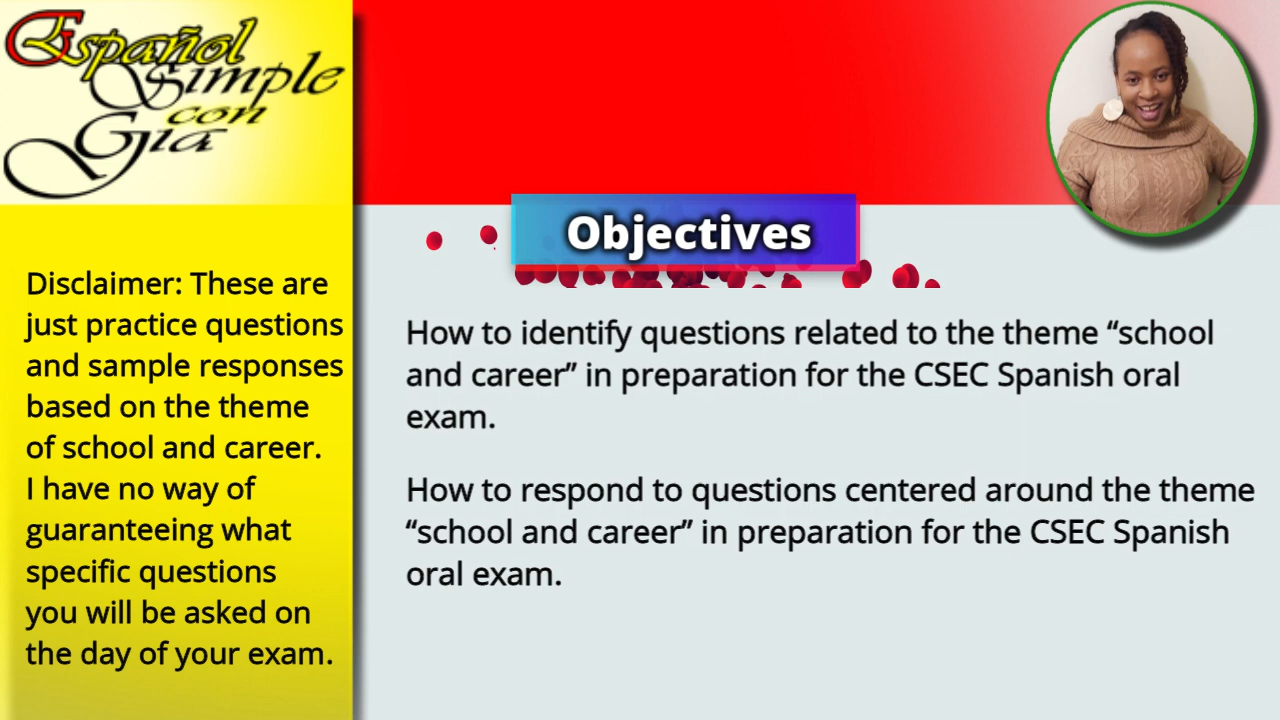 Español
Simple
con
Gia
Disclaimer: These are
just practice questions
and sample responses
based on the theme
of school and career.
I have no way of
guaranteeing what
specific questions
you will be asked on
the day of your exam.
Objectives
How to identify questions related to the theme “school
and career” in preparation for the CSEC Spanish oral
exam.
How to respond to questions centered around the theme
“school and career” in preparation for the CSEC Spanish
oral exam.